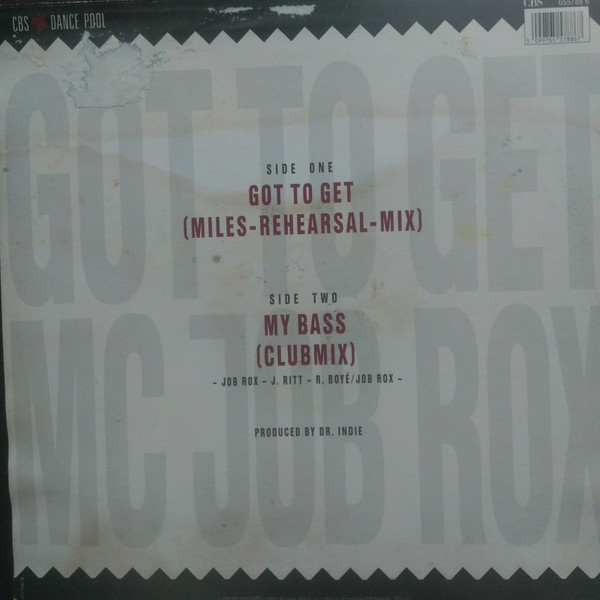 CBS DANCE POOL
CBS
GOT TO GET
SIDE ONE
GOT TO GET
(MILES-REHEARSAL-MIX)
SIDE TWO
MY BASS
(CLUBMIX)
– JOB ROX – J. RITT – R. BOYÉ/JOB ROX –
PRODUCED BY DR. INDIE
MC JOB ROX